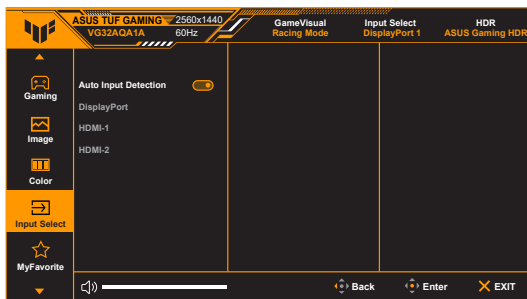 ASUS TUF GAMING 2560x1440
VG32AQA1A 60Hz
GameVisual
Racing Mode
Input Select
DisplayPort 1
HDR
ASUS Gaming HDR
Gaming
Image
Color
Input Select
MyFavorite
Auto Input Detection
DisplayPort
HDMI-1
HDMI-2
Back
Enter
EXIT